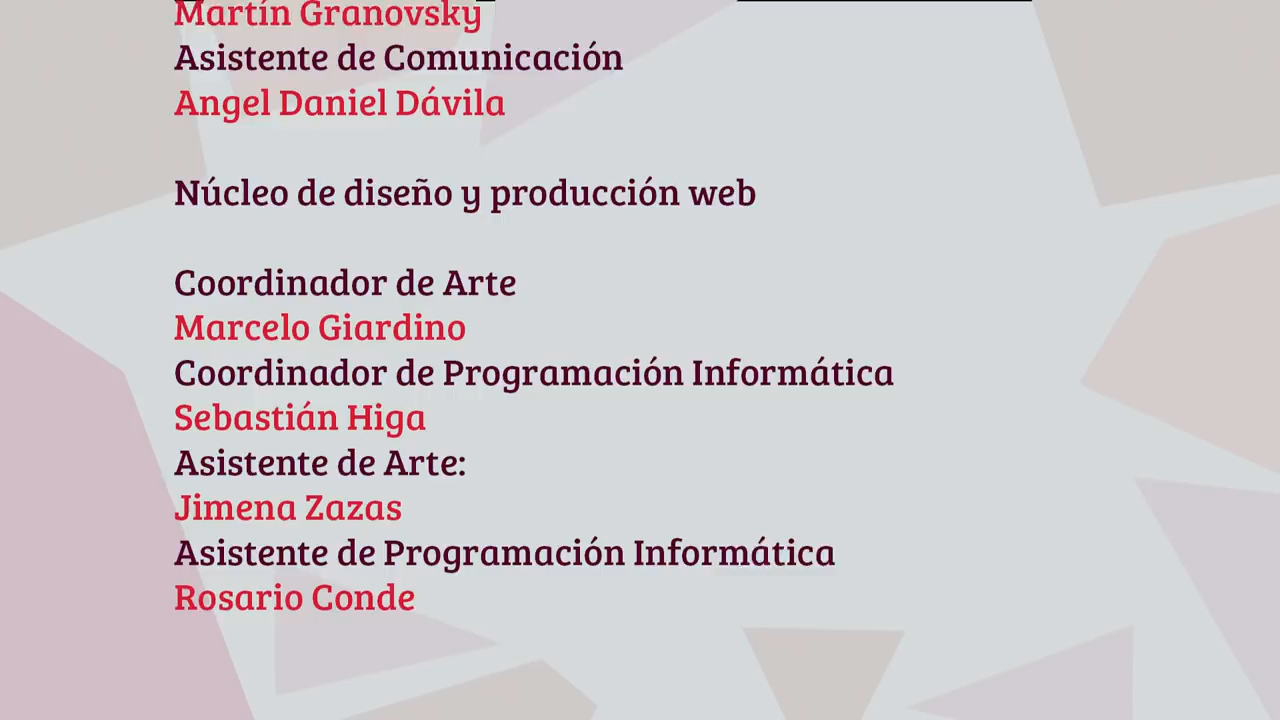 Martín Granovsky
Asistente de Comunicación
Angel Daniel Dávila
Núcleo de diseño y producción web
Coordinador de Arte
Marcelo Giardino
Coordinador de Programación Informática
Sebastián Higa
Asistente de Arte:
Jimena Zazas
Asistente de Programación Informática
Rosario Conde